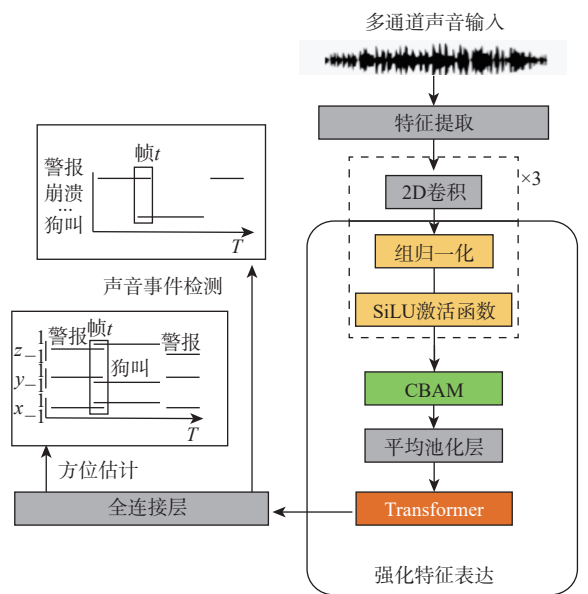 多通道声音输入
特征提取
×3
2D卷积
组归一化
SiLU激活函数
CBAM
平均池化层
Transformer
强化特征表达
全连接层
方位估计
声音事件检测
帧t
警报
崩溃
…
狗叫
T
帧t
警报
警报
狗叫
1
z
-1
1
y
-1
1
x
-1
T